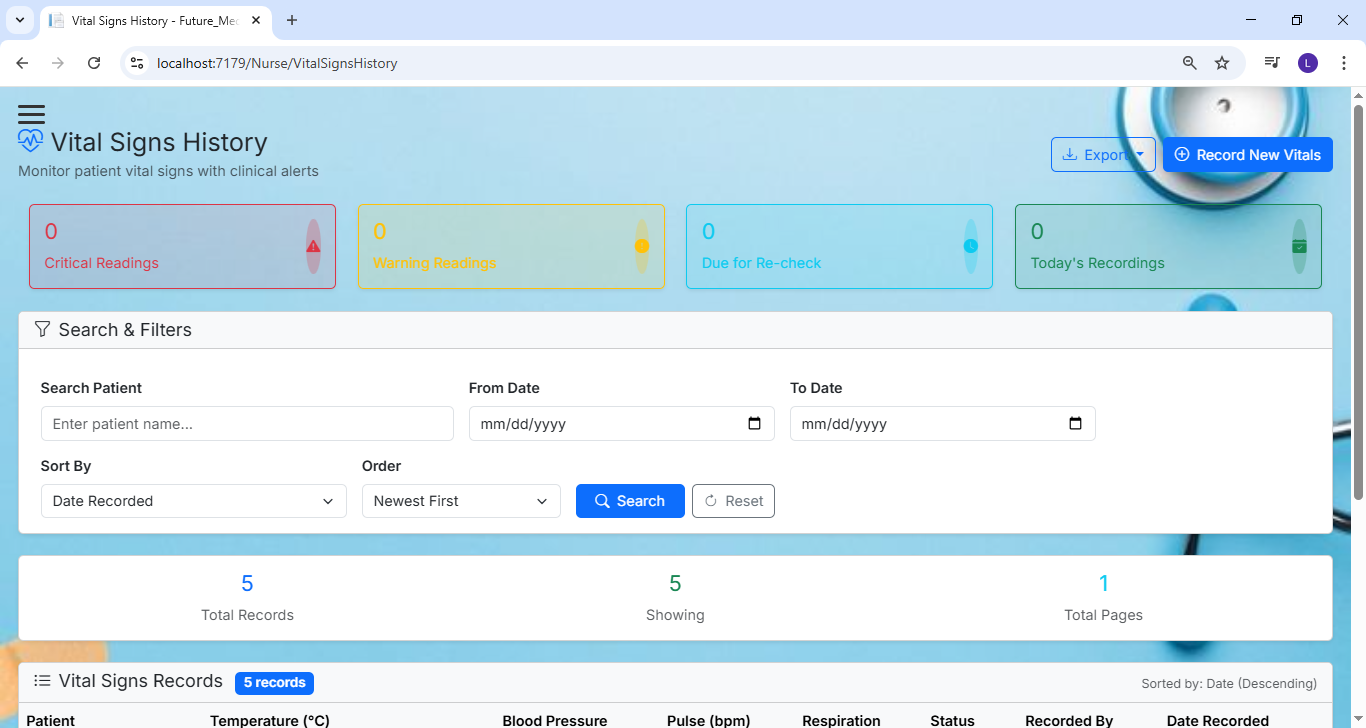 Vital Signs History - Future_Med
localhost:7179/Nurse/VitalSignsHistory
L
Vital Signs History
Monitor patient vital signs with clinical alerts
Export
Record New Vitals
0
Critical Readings
0
Warning Readings
0
Due for Re-check
0
Today's Recordings
Search & Filters
Search Patient
From Date
To Date
Enter patient name...
mm/dd/yyyy
mm/dd/yyyy
Sort By
Order
Date Recorded
Newest First
Search
Reset
5
5
1
Total Records
Showing
Total Pages
Vital Signs Records
5 records
Sorted by: Date (Descending)
Patient
Temperature (°C)
Blood Pressure
Pulse (bpm)
Respiration
Status
Recorded By
Date Recorded